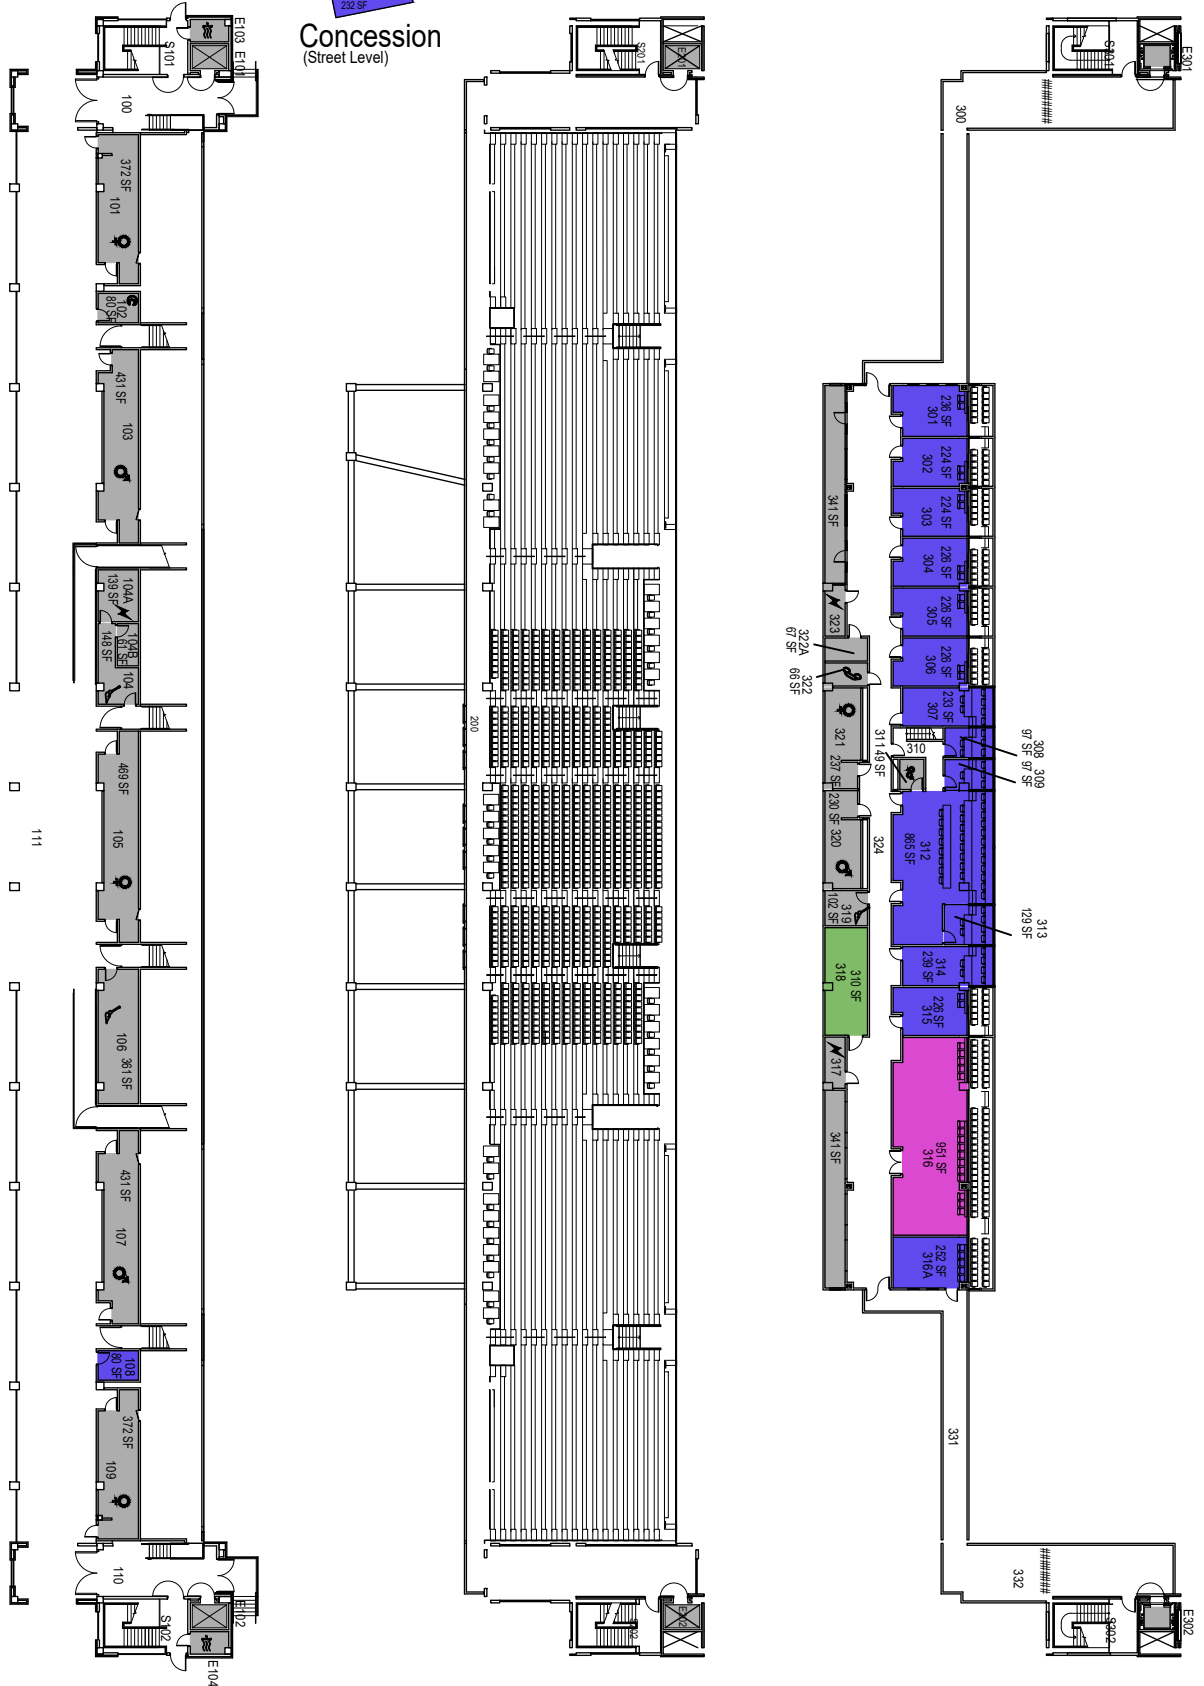 232 SF
Concession
(Street Level)
E103
E101
S101
100
372 SF
101
102
80 SF
431 SF
103
104A
139 SF
104B
61 SF
148 SF
104
469 SF
105
111
106
361 SF
431 SF
107
108
80 SF
372 SF
109
110
S102
E102
E104
S201
E201
200
S202
E202
S301
E301
300
236 SF
301
224 SF
302
224 SF
303
226 SF
304
226 SF
305
226 SF
306
233 SF
307
308
97 SF
309
97 SF
310
311
49 SF
312
865 SF
313
129 SF
314
239 SF
226 SF
315
951 SF
316
252 SF
316A
341 SF
323
322A
67 SF
322
66 SF
321
237 SF
230 SF
320
324
319
102 SF
310 SF
318
317
341 SF
331
332
S302
E302